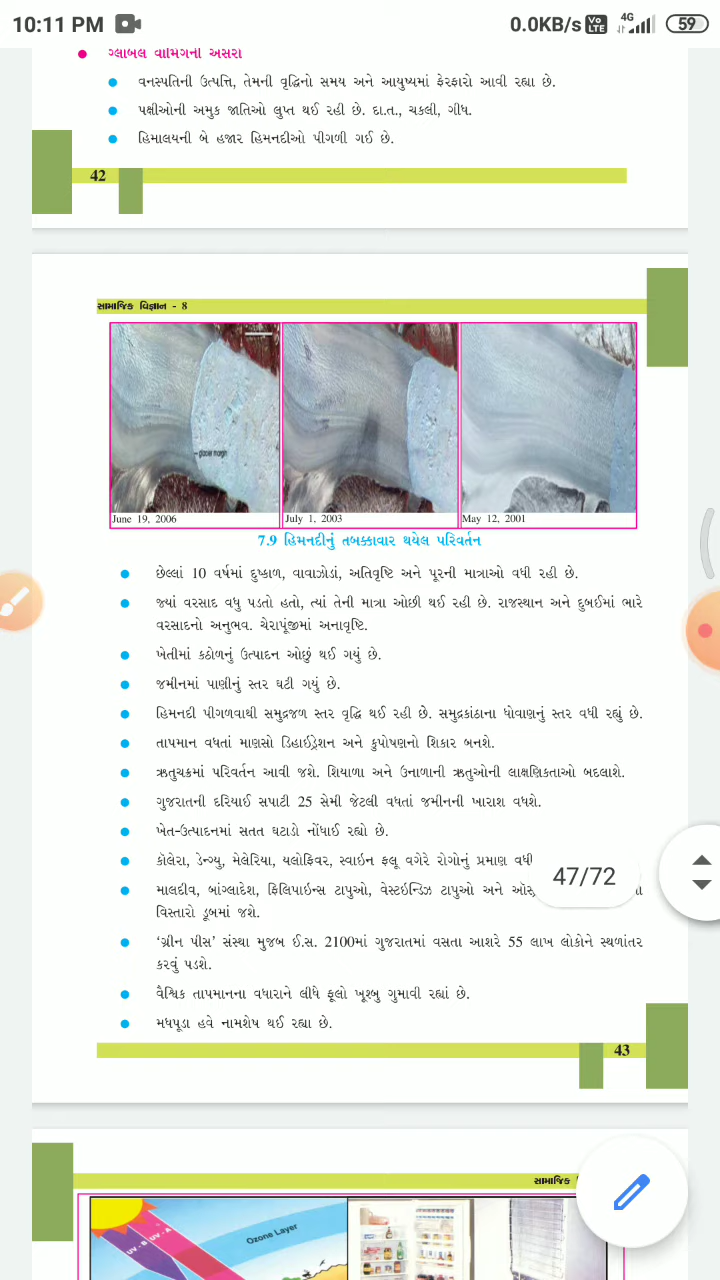 10:11 PM
0.0KB/s
Vo
LTE
4G
59
ગ્લોબલ વોર્મિંગની અસરો
વનસ્પતિની ઉત્પત્તિ, તેમની વૃદ્ધિનો સમય અને આયુષ્યમાં ફેરફારો આવી રહ્યા છે.
પક્ષીઓની અમુક જાતિઓ લુપ્ત થઈ રહી છે. દા.ત., ચકલી, ગીધ.
હિમાલયની બે હજાર હિમનદીઓ પીગળી ગઈ છે.
42
સામાજિક વિજ્ઞાન - 8
glacier margin
June 19, 2006
July 1, 2003
May 12, 2001
7.9 હિમનદીનું તબક્કાવાર થયેલ પરિવર્તન
છેલ્લાં 10 વર્ષમાં દુષ્કાળ, વાવાઝોડાં, અતિવૃષ્ટિ અને પૂરની માત્રાઓ વધી રહી છે.
જ્યાં વરસાદ વધુ પડતો હતો, ત્યાં તેની માત્રા ઓછી થઈ રહી છે. રાજસ્થાન અને દુબઈમાં ભારે
વરસાદનો અનુભવ. ચેરાપૂંજીમાં અનાવૃષ્ટિ.
ખેતીમાં કઠોળનું ઉત્પાદન ઓછું થઈ ગયું છે.
જમીનમાં પાણીનું સ્તર ઘટી ગયું છે.
હિમનદી પીગળવાથી સમુદ્રજળ સ્તર વૃદ્ધિ થઈ રહી છે. સમુદ્રકાંઠાના ધોવાણનું સ્તર વધી રહ્યું છે.
તાપમાન વધતાં માણસો ડિહાઈડ્રેશન અને કુપોષણનો શિકાર બનશે.
ઋતુચક્રમાં પરિવર્તન આવી જશે. શિયાળા અને ઉનાળાની ઋતુઓની લાક્ષણિકતાઓ બદલાશે.
ગુજરાતની દરિયાઈ સપાટી 25 સેમી જેટલી વધતાં જમીનની ખારાશ વધશે.
ખેત-ઉત્પાદનમાં સતત ઘટાડો નોંધાઈ રહ્યો છે.
કૉલેરા, ડેન્ગ્યુ, મેલેરિયા, યલોફિવર, સ્વાઇન ફ્લૂ વગેરે રોગોનું પ્રમાણ વધી
47/72
માલદીવ, બાંગ્લાદેશ, ફિલિપાઇન્સ ટાપુઓ, વેસ્ટઇન્ડિઝ ટાપુઓ અને
વિસ્તારો ડૂબમાં જશે.
‘ગ્રીન પીસ’ સંસ્થા મુજબ ઈ.સ. 2100માં ગુજરાતમાં વસતા આશરે 55 લાખ લોકોને સ્થળાંતર
કરવું પડશે.
વૈશ્વિક તાપમાનના વધારાને લીધે ફૂલો ખૂશ્બુ ગુમાવી રહ્યાં છે.
મધપૂડા હવે નામશેષ થઈ રહ્યા છે.
43
સામાજિક
UV - B
UV - A
Ozone Layer